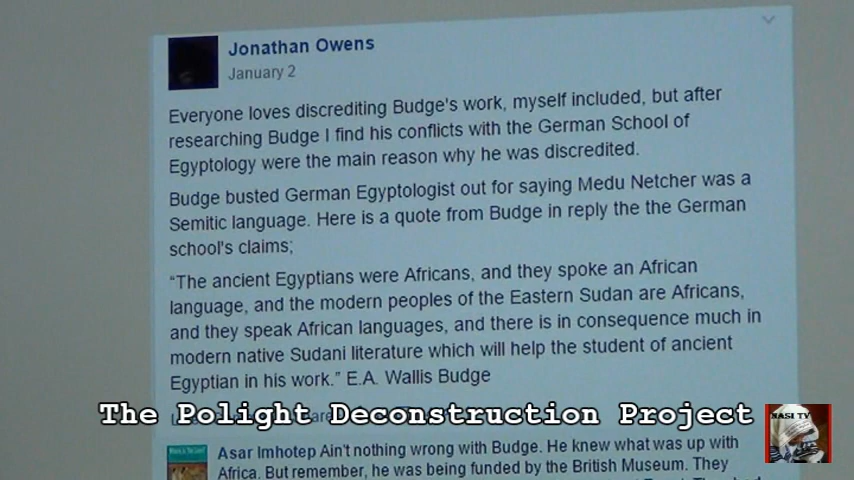 Jonathan Owens
January 2
Everyone loves discrediting Budge's work, myself included, but after
researching Budge I find his conflicts with the German School of
Egyptology were the main reason why he was discredited.
Budge busted German Egyptologist out for saying Medu Netcher was a
Semitic language. Here is a quote from Budge in reply the the German
school's claims;
“The ancient Egyptians were Africans, and they spoke an African
language, and the modern peoples of the Eastern Sudan are Africans,
and they speak African languages, and there is in consequence much in
modern native Sudani literature which will help the student of ancient
Egyptian in his work.” E.A. Wallis Budge
The Polight Deconstruction Project
NASI TV
Asar Imhotep Ain't nothing wrong with Budge. He knew what was up with
Africa. But remember, he was being funded by the British Museum. They